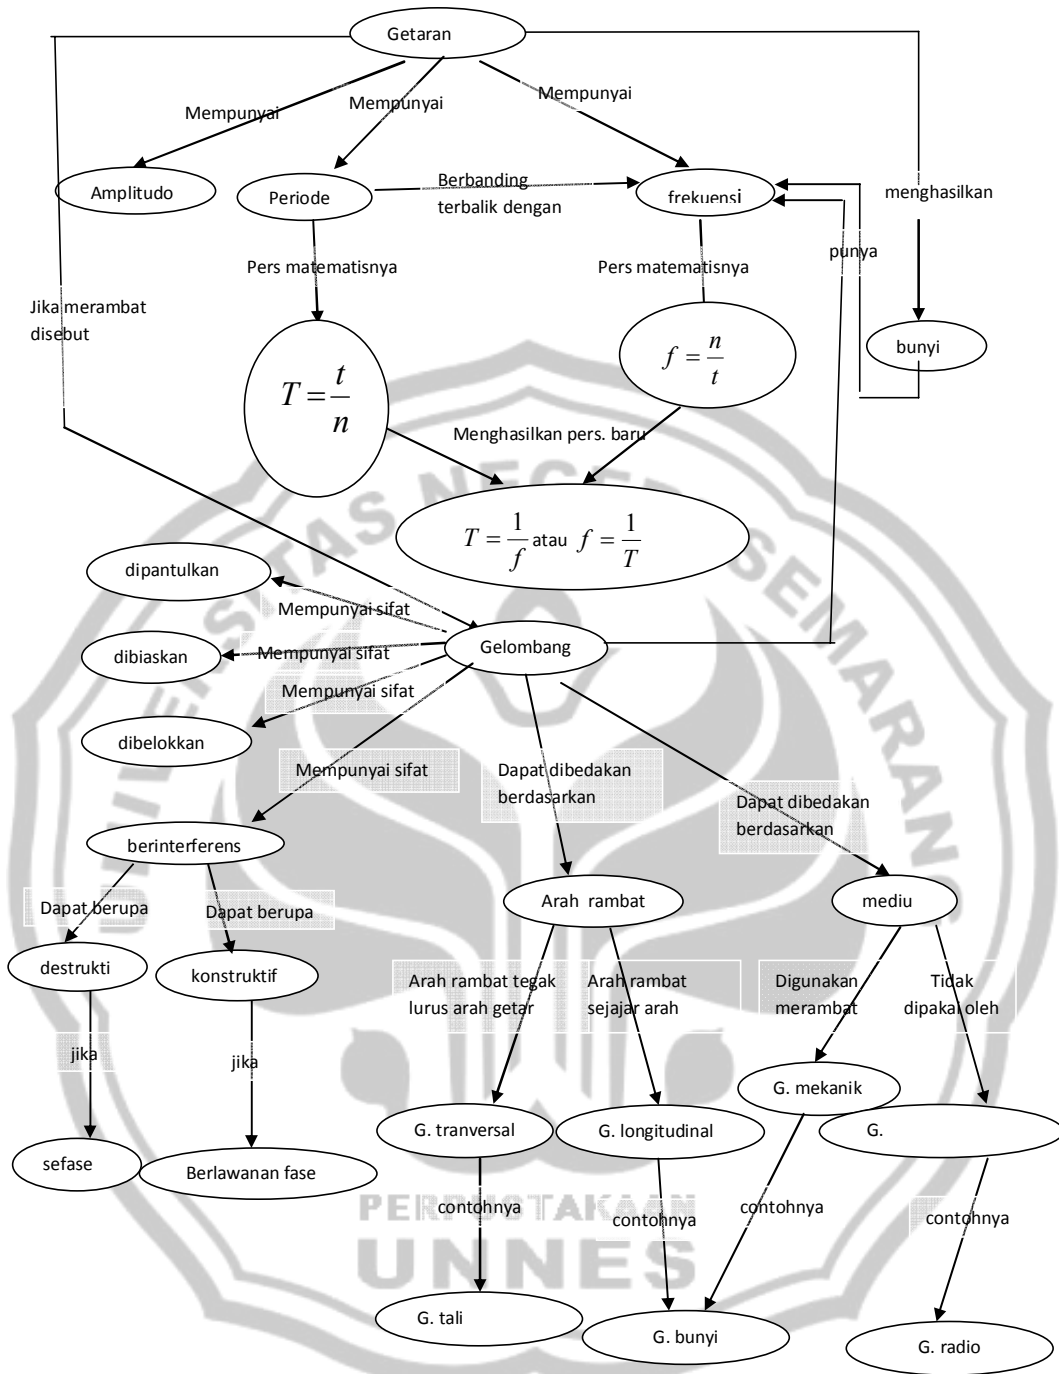 Getaran
Mempunyai
Mempunyai
Mempunyai
Amplitudo
Periode
Berbanding
terbalik dengan
frekuensi
menghasilkan
punya
Pers matematisnya
Pers matematisnya
Jika merambat
disebut
bunyi
T = t/n
f = n/t
Menghasilkan pers. baru
T = 1/f atau f = 1/T
dipantulkan
Mempunyai sifat
dibiaskan
Mempunyai sifat
Gelombang
Mempunyai sifat
dibelokkan
Mempunyai sifat
Dapat dibedakan
berdasarkan
Dapat dibedakan
berdasarkan
berinterferens
Dapat berupa
Dapat berupa
Arah rambat
mediu
destrukti
konstruktif
Arah rambat tegak
lurus arah getar
Arah rambat
sejajar arah
Digunakan
merambat
Tidak
dipakai oleh
jika
jika
G. mekanik
G. tranversal
G. longitudinal
G.
sefase
Berlawanan fase
contohnya
contohnya
contohnya
contohnya
G. tali
G. bunyi
G. radio
UNIVERSITAS NEGERI SEMARANG
PERPUSTAKAAN
UNNES